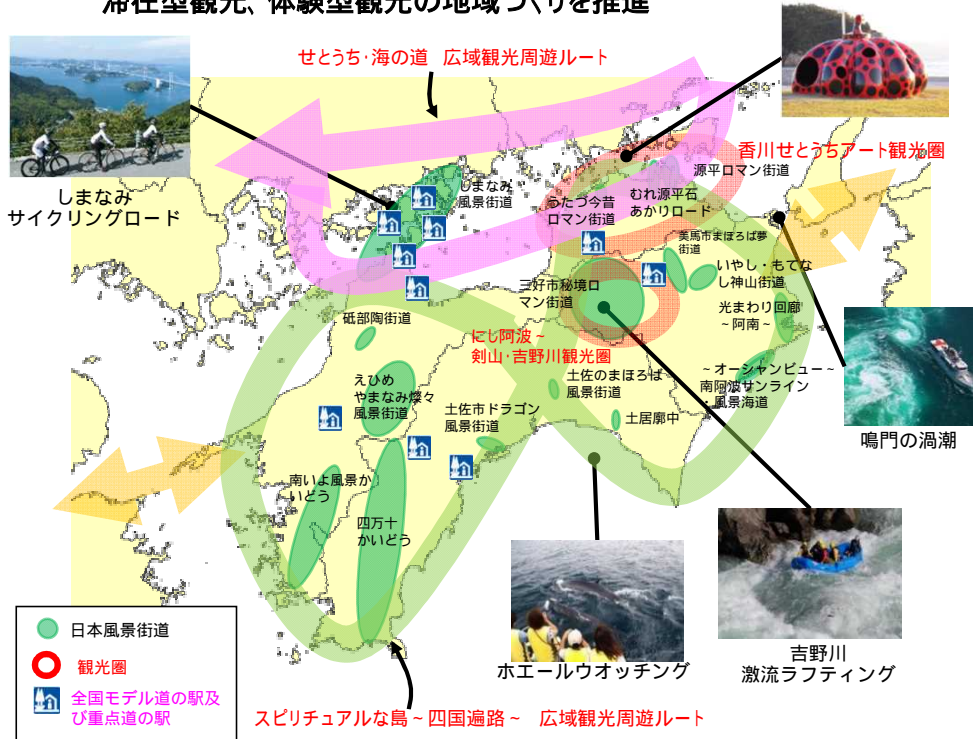 滞在型観光、体験型観光の地域づくりを推進
せとうち・海の道　広域観光周遊ルート
しまなみ
サイクリングロード
香川せとうちアート観光圏
源平ロマン街道
しまなみ
風景街道
うたづ今昔
ロマン街道
むれ源平石
あかりロード
美馬市まほろば夢
街道
いやし・もてな
し神山街道
三好市秘境ロ
マン街道
光まわり回廊
~阿南~
砥部陶街道
にし阿波~
剣山・吉野川観光圏
~オーシャンビュー~
南阿波サンライン
・風景海道
えひめ
やまなみ燦々
風景街道
土佐のまほろば
風景街道
土佐市ドラゴン
風景街道
土居廓中
鳴門の渦潮
南いよ風景か
いどう
四万十
かいどう
日本風景街道
観光圏
全国モデル道の駅及
び重点道の駅
ホエールウオッチング
吉野川
激流ラフティング
スピリチュアルな島~四国遍路~　広域観光周遊ルート